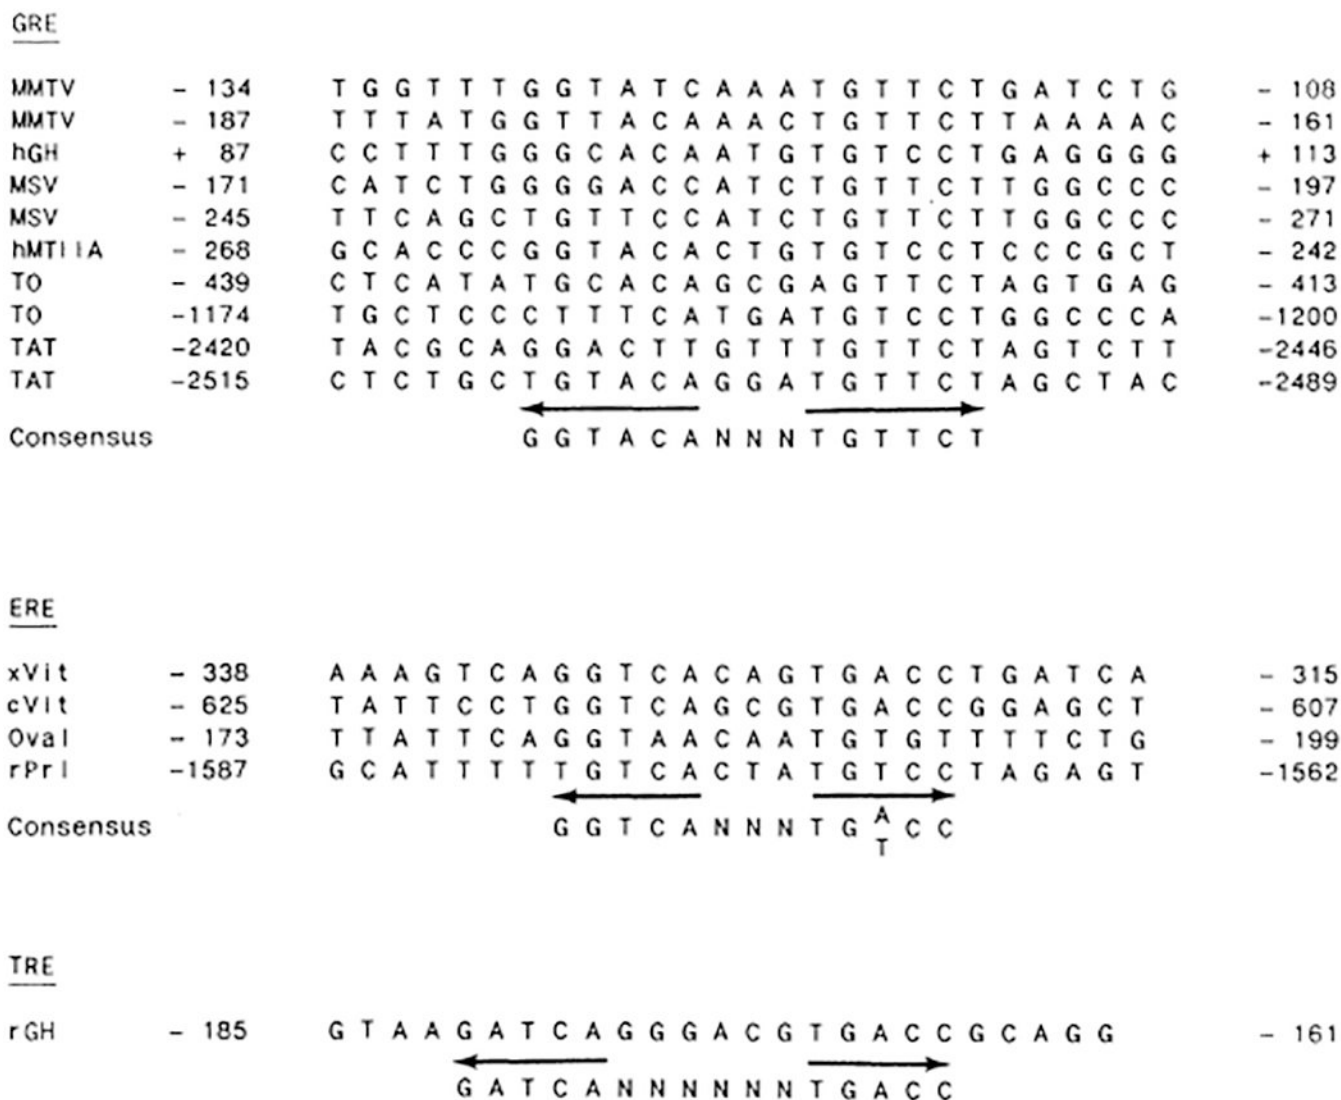 GRE
MMTV - 134 T G G T T T G G T A T C A A A T G T T C T G A T C T G - 108
MMTV - 187 T T T A T G G T T A C A A A C T G T T C T T A A A A C - 161
hGH + 87 C C T T T G G G C A C A A T G T G T C C T G A G G G G + 113
MSV - 171 C A T C T G G G G A C C A T C T G T T C T T G G C C C - 197
MSV - 245 T T C A G C T G T T C C A T C T G T T C T T G G C C C - 271
hMTIIA - 268 G C A C C C G G T A C A C T G T G T C C T C C C G C T - 242
TO - 439 C T C A T A T G C A C A G C G A G T T C T A G T G A G - 413
TO -1174 T G C T C C C T T T C A T G A T G T C C T G G C C C A -1200
TAT -2420 T A C G C A G G A C T T G T T T G T T C T A G T C T T -2446
TAT -2515 C T C T G C T G T A C A G G A T G T T C T A G C T A C -2489
Consensus G G T A C A N N N T G T T C T
ERE
xVit - 338 A A A G T C A G G T C A C A G T G A C C T G A T C A - 315
cVit - 625 T A T T C C T G G T C A G C G T G A C C G G A G C T - 607
Oval - 173 T T A T T C A G G T A A C A A T G T G T T T T C T G - 199
rPrl -1587 G C A T T T T T G T C A C T A T G T C C T A G A G T -1562
Consensus G G T C A N N N T G A C C
T
TRE
rGH - 185 G T A A G A T C A G G G A C G T G A C C G C A G G - 161
G A T C A N N N N N N T G A C C